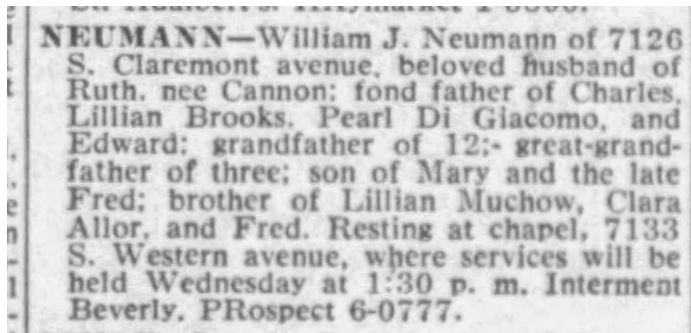 NEUMANN—William J. Neumann of 7126
S. Claremont avenue, beloved husband of
Ruth, nee Cannon; fond father of Charles,
Lillian Brooks, Pearl Di Giacomo, and
Edward; grandfather of 12;- great-grand-
father of three; son of Mary and the late
Fred; brother of Lillian Muchow, Clara
Allor, and Fred. Resting at chapel, 7133
S. Western avenue, where services will be
held Wednesday at 1:30 p. m. Interment
Beverly. PRospect 6-0777.